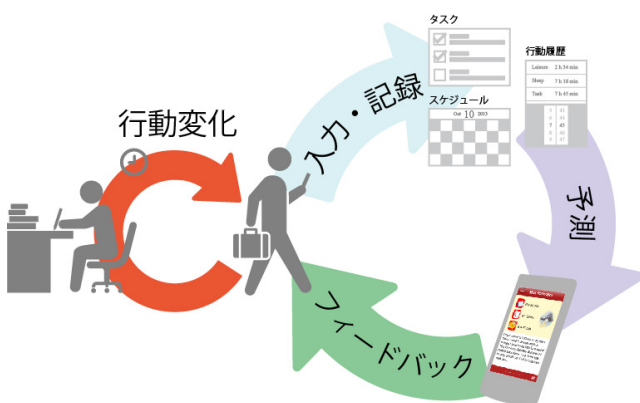 タスク
行動履歴
Leisure 2 h 34 min
Sleep 7 h 38 min
Task 7 h 45 min
スケジュール
Oct 10 2013
行動変化
入力・記録
予測
フィードバック